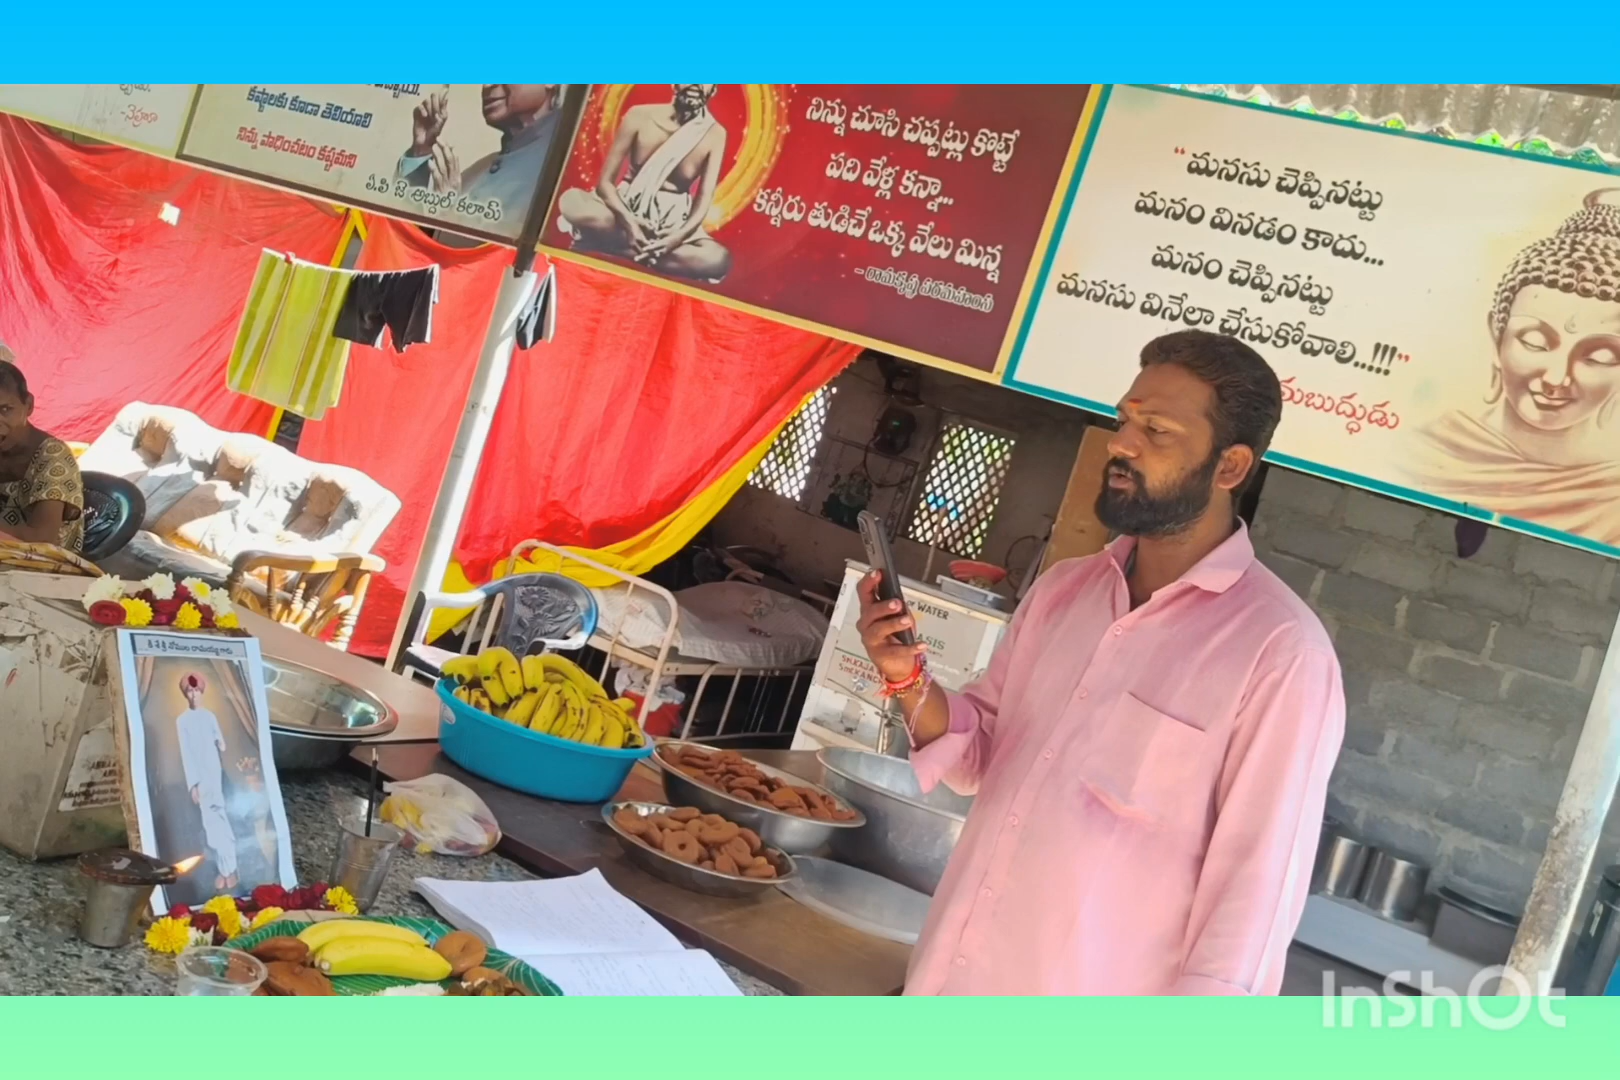 కష్టాలకు కూడా తెలియాలి
నిన్ను సాధించటం కష్టమని
ఏ.పి జె అబ్దుల్ కలామ్
నిన్ను చూసి చప్పట్లు కొట్టే
పది వేళ్ల కన్నా...
కన్నీరు తుడిచే ఒక్క వేలు మిన్న
- రామకృష్ణ పరమహంస
“మనసు చెప్పినట్టు
మనం వినడం కాదు...
మనం చెప్పినట్టు
మనసు వినేలా చేసుకోవాలి..!!!”
WATER
InShOt